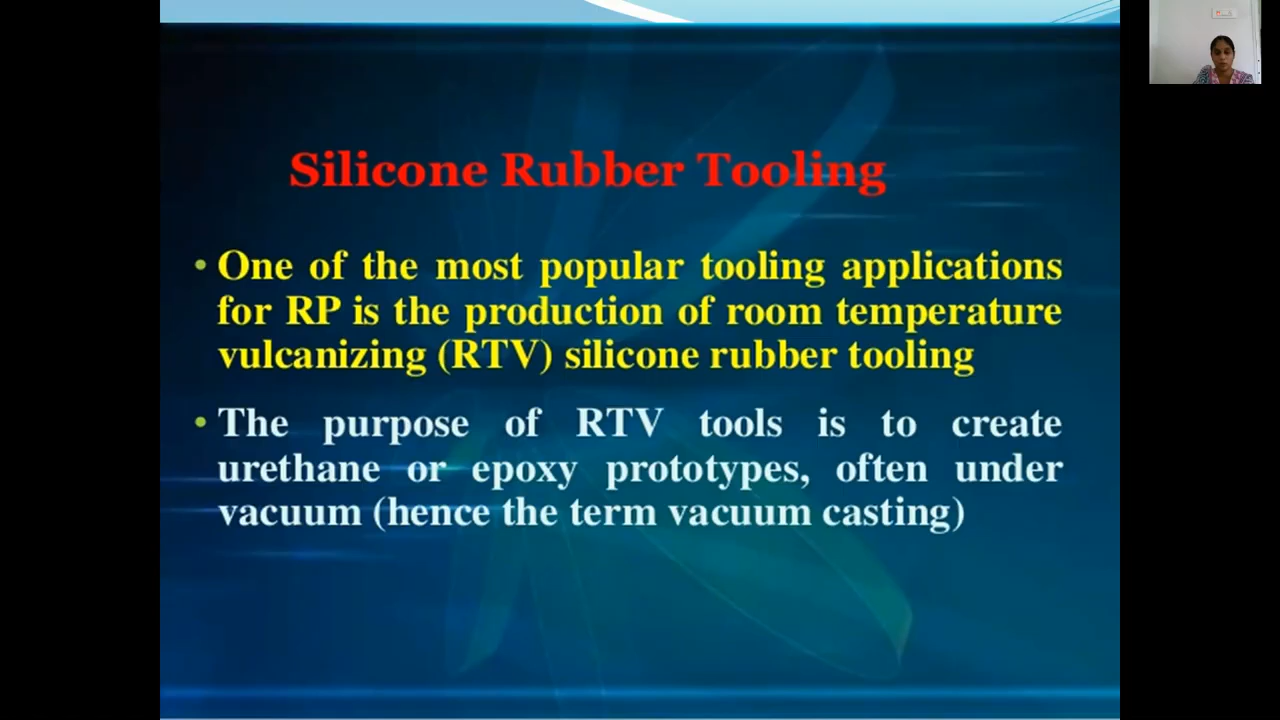 Silicone Rubber Tooling
• One of the most popular tooling applications
for RP is the production of room temperature
vulcanizing (RTV) silicone rubber tooling
• The purpose of RTV tools is to create
urethane or epoxy prototypes, often under
vacuum (hence the term vacuum casting)